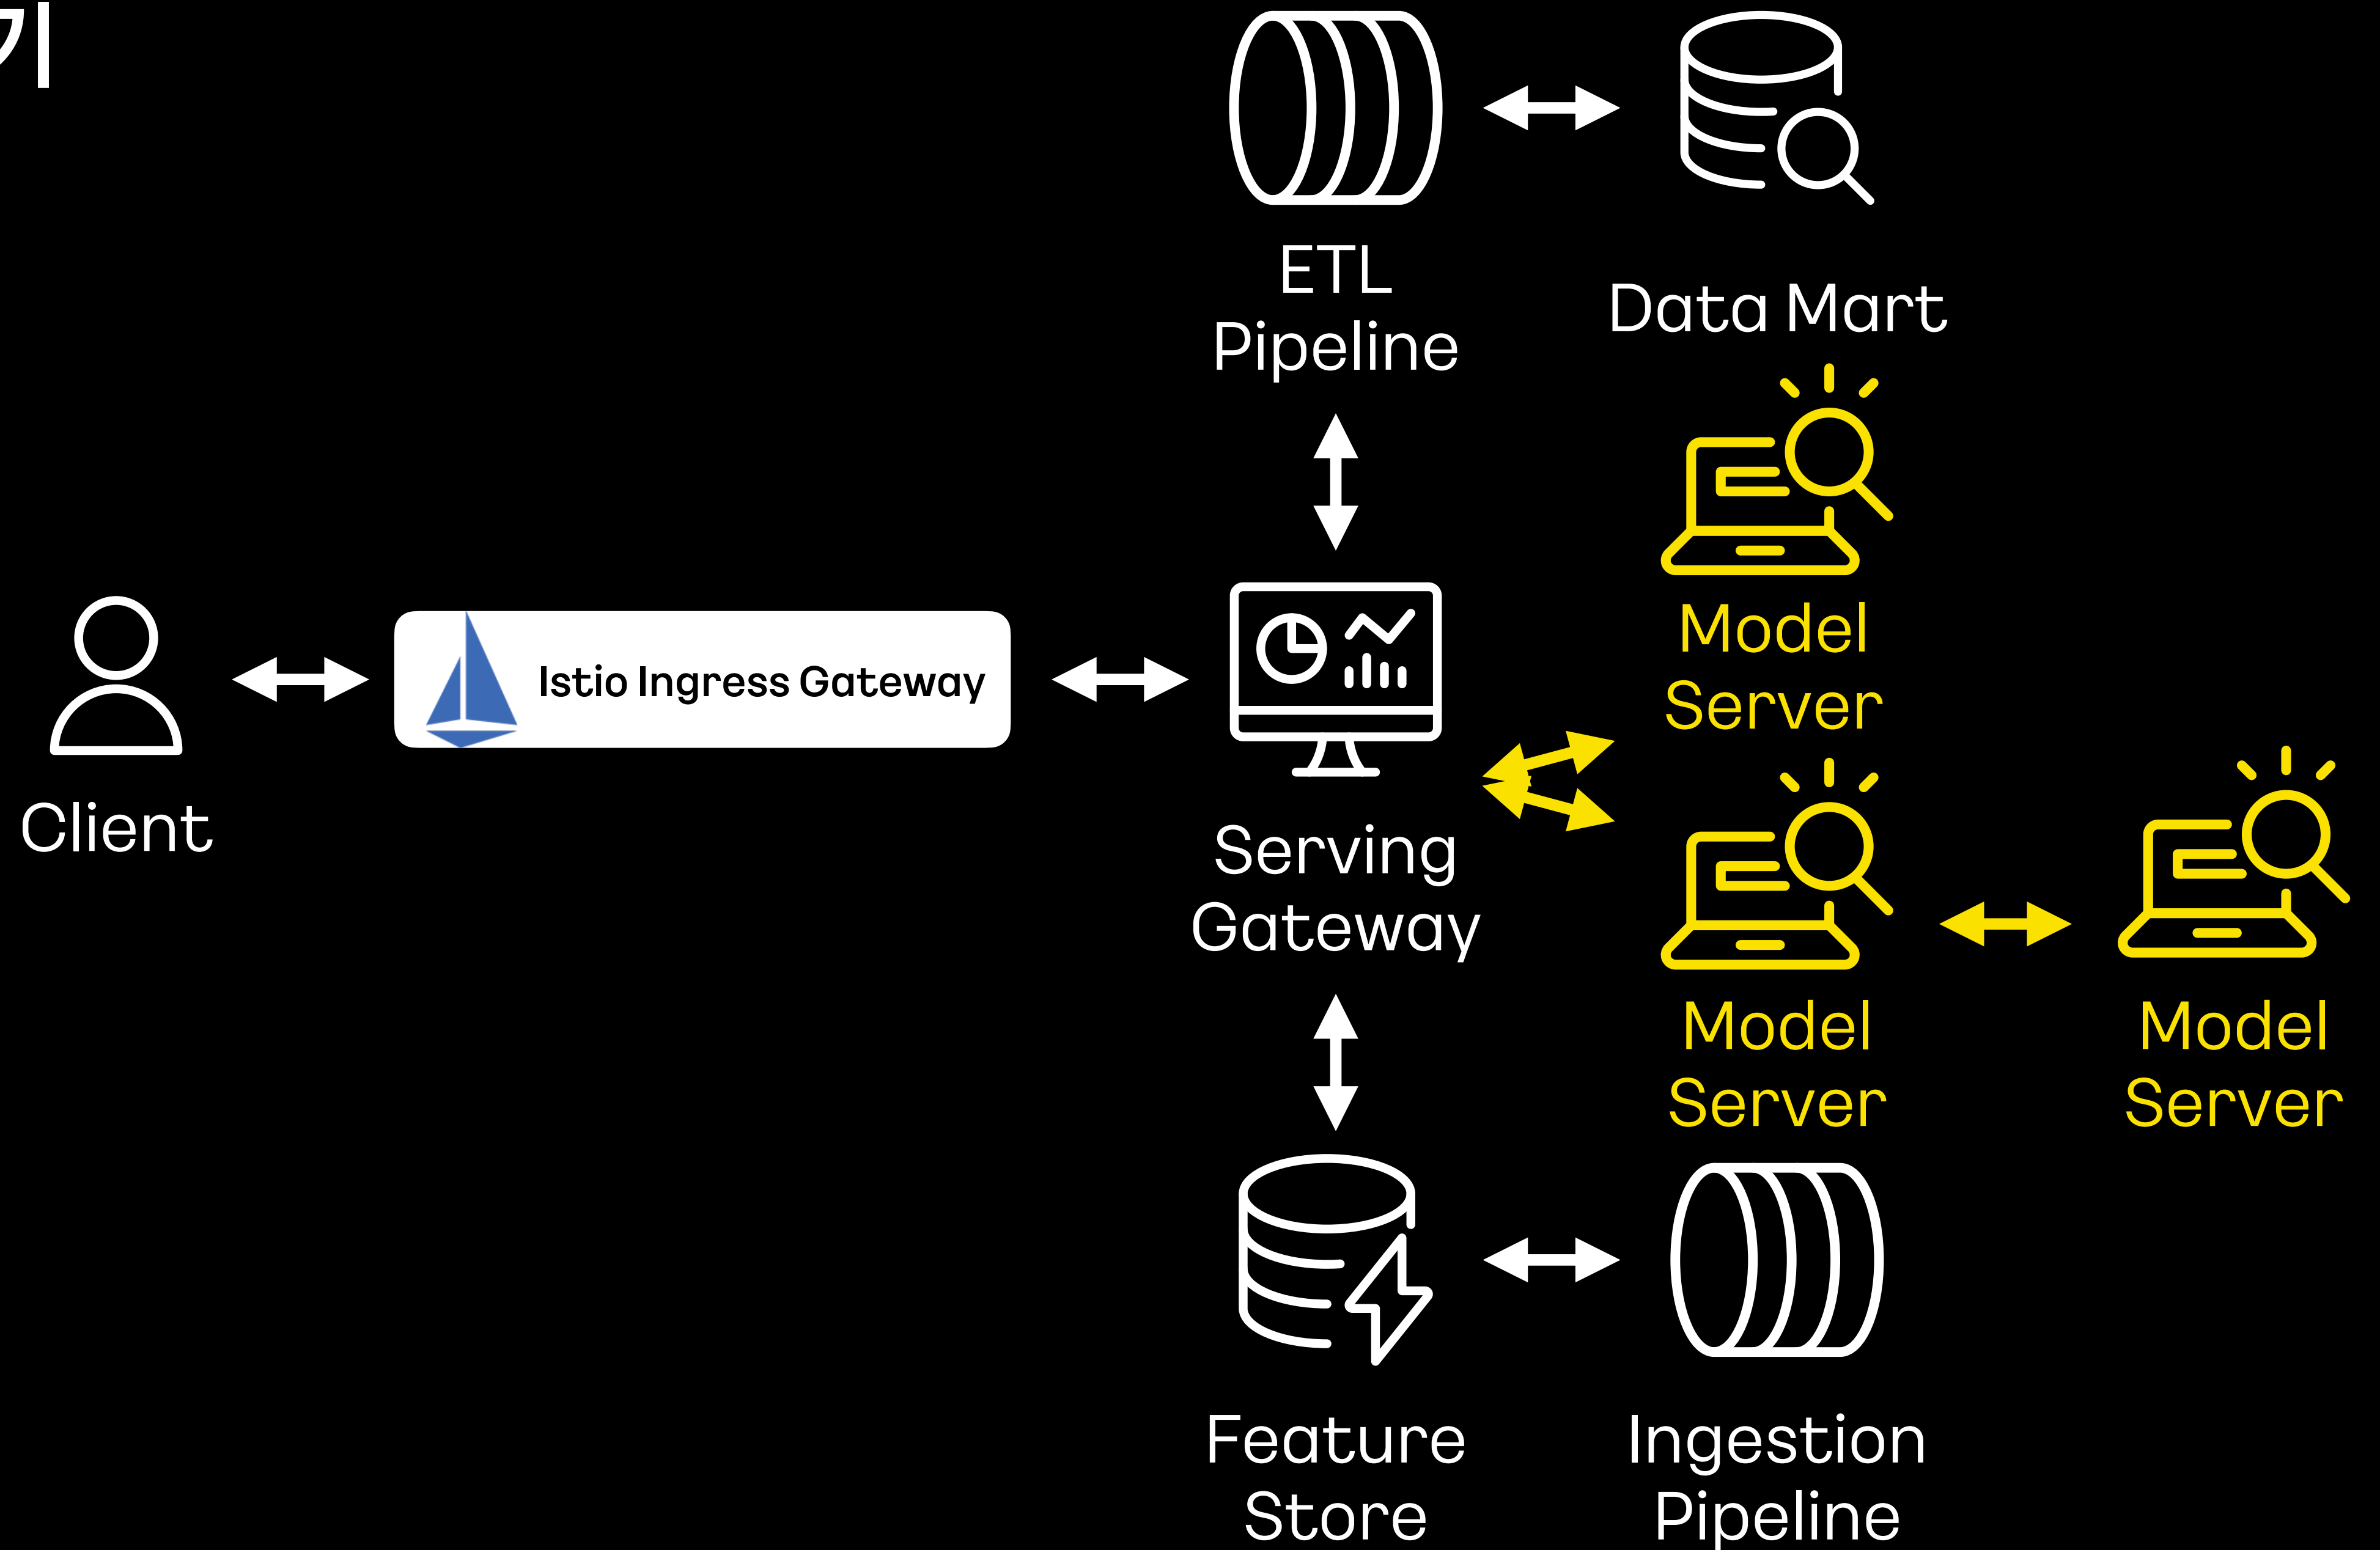 ETL
Pipeline
Data Mart
Model
Server
Istio Ingress Gateway
Client
Serving
Gateway
Model
Server
Model
Server
Feature
Store
Ingestion
Pipeline